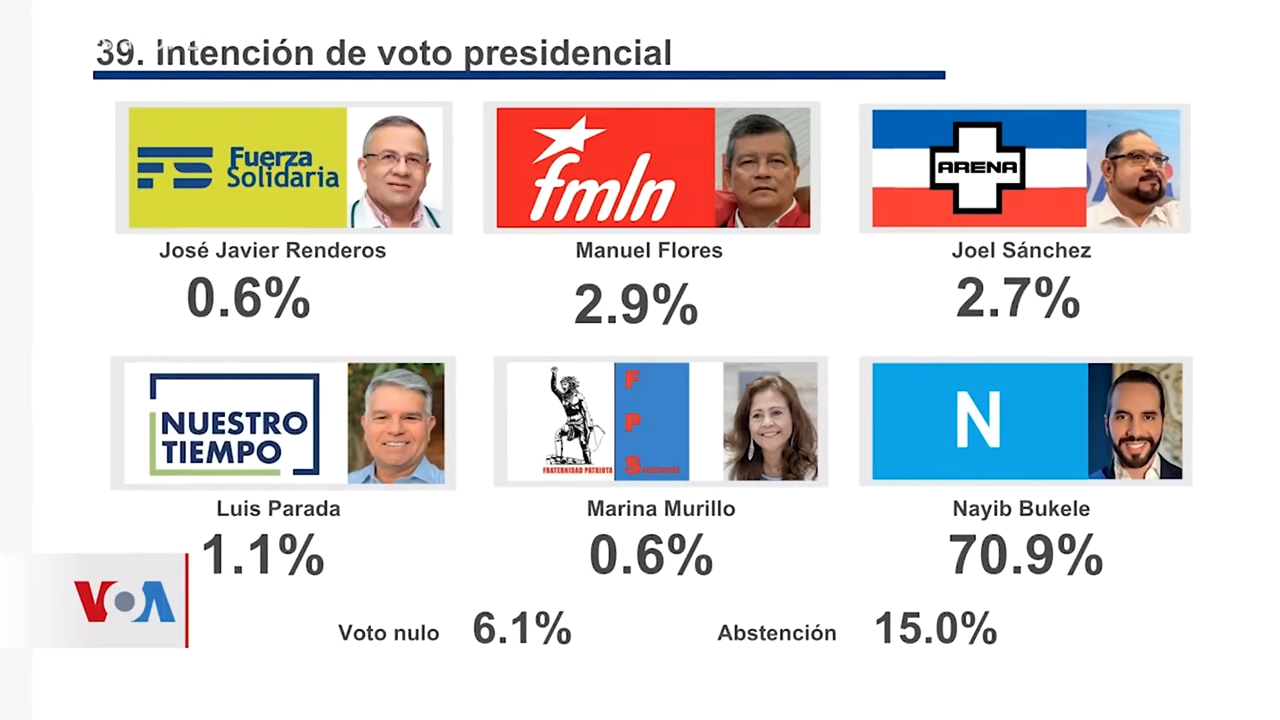 39. Intención de voto presidencial
FS Fuerza Solidaria
fmln
ARENA
José Javier Renderos
Manuel Flores
Joel Sánchez
0.6%
2.9%
2.7%
NUESTRO
TIEMPO
F
P
S
FRATERNIDAD PATRIOTA
N
Luis Parada
Marina Murillo
Nayib Bukele
1.1%
0.6%
70.9%
VOA
Voto nulo 6.1%
Abstención 15.0%